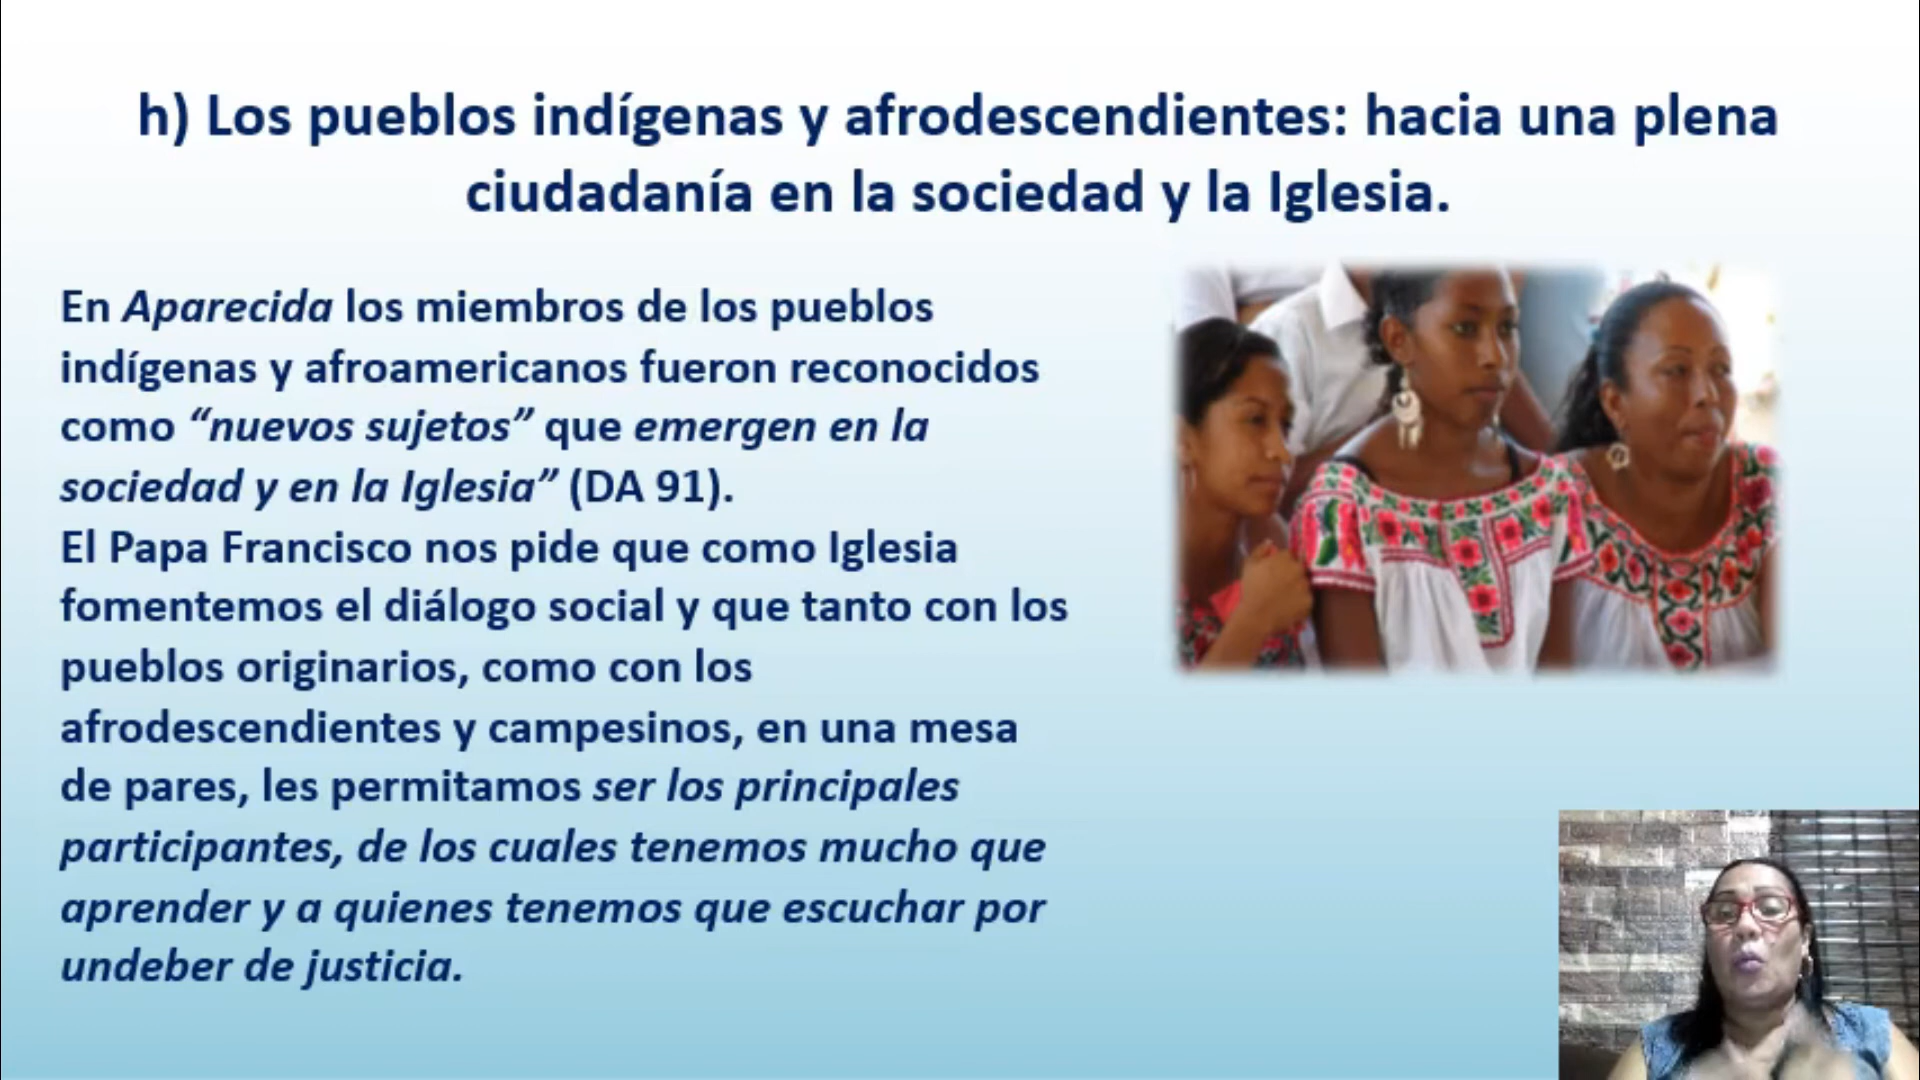 h) Los pueblos indígenas y afrodescendientes: hacia una plena
ciudadanía en la sociedad y la Iglesia.
En Aparecida los miembros de los pueblos
indígenas y afroamericanos fueron reconocidos
como “nuevos sujetos” que emergen en la
sociedad y en la Iglesia” (DA 91).
El Papa Francisco nos pide que como Iglesia
fomentemos el diálogo social y que tanto con los
pueblos originarios, como con los
afrodescendientes y campesinos, en una mesa
de pares, les permitamos ser los principales
participantes, de los cuales tenemos mucho que
aprender y a quienes tenemos que escuchar por
undeber de justicia.